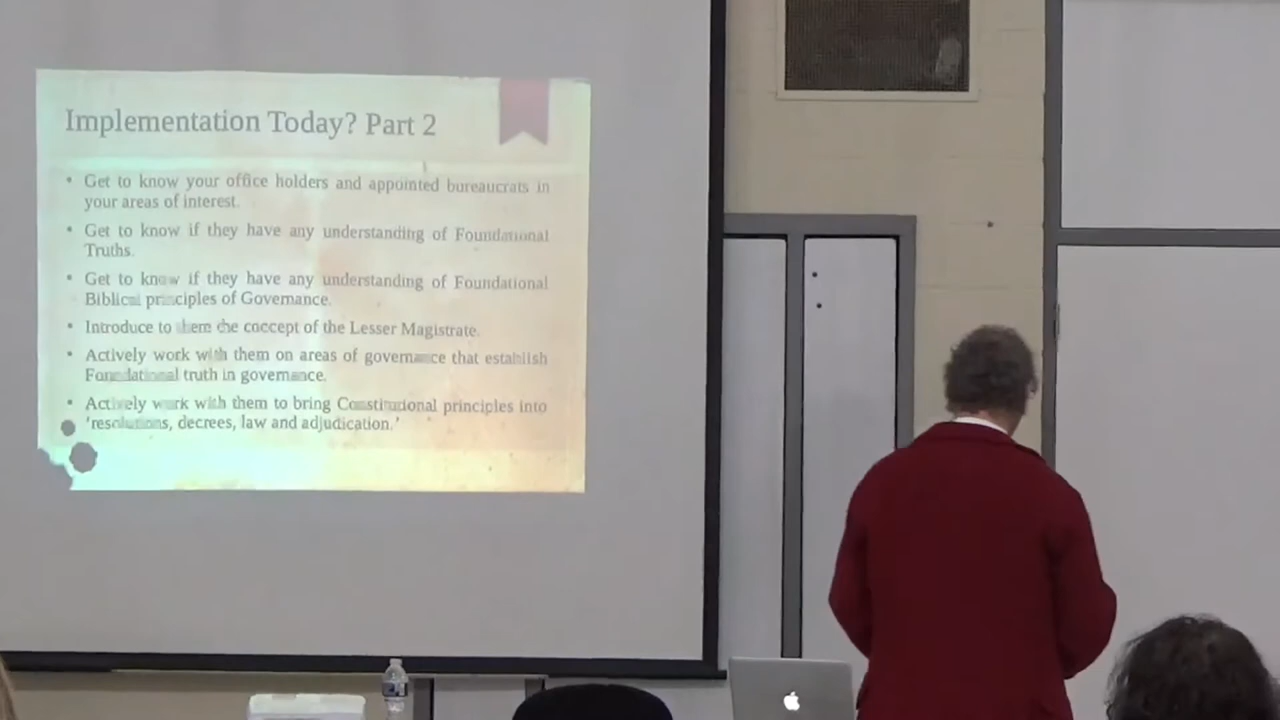 Implementation Today? Part 2
• Get to know your office holders and appointed bureaucrats in
your areas of interest.
• Get to know if they have any understanding of Foundational
Truths.
• Get to know if they have any understanding of Foundational
Biblical principles of Governance.
• Introduce to them the concept of the Lesser Magistrate.
• Actively work with them on areas of governance that establish
Foundational truth in governance.
• Actively work with them to bring Constitutional principles into
'resolutions, decrees, law and adjudication.'